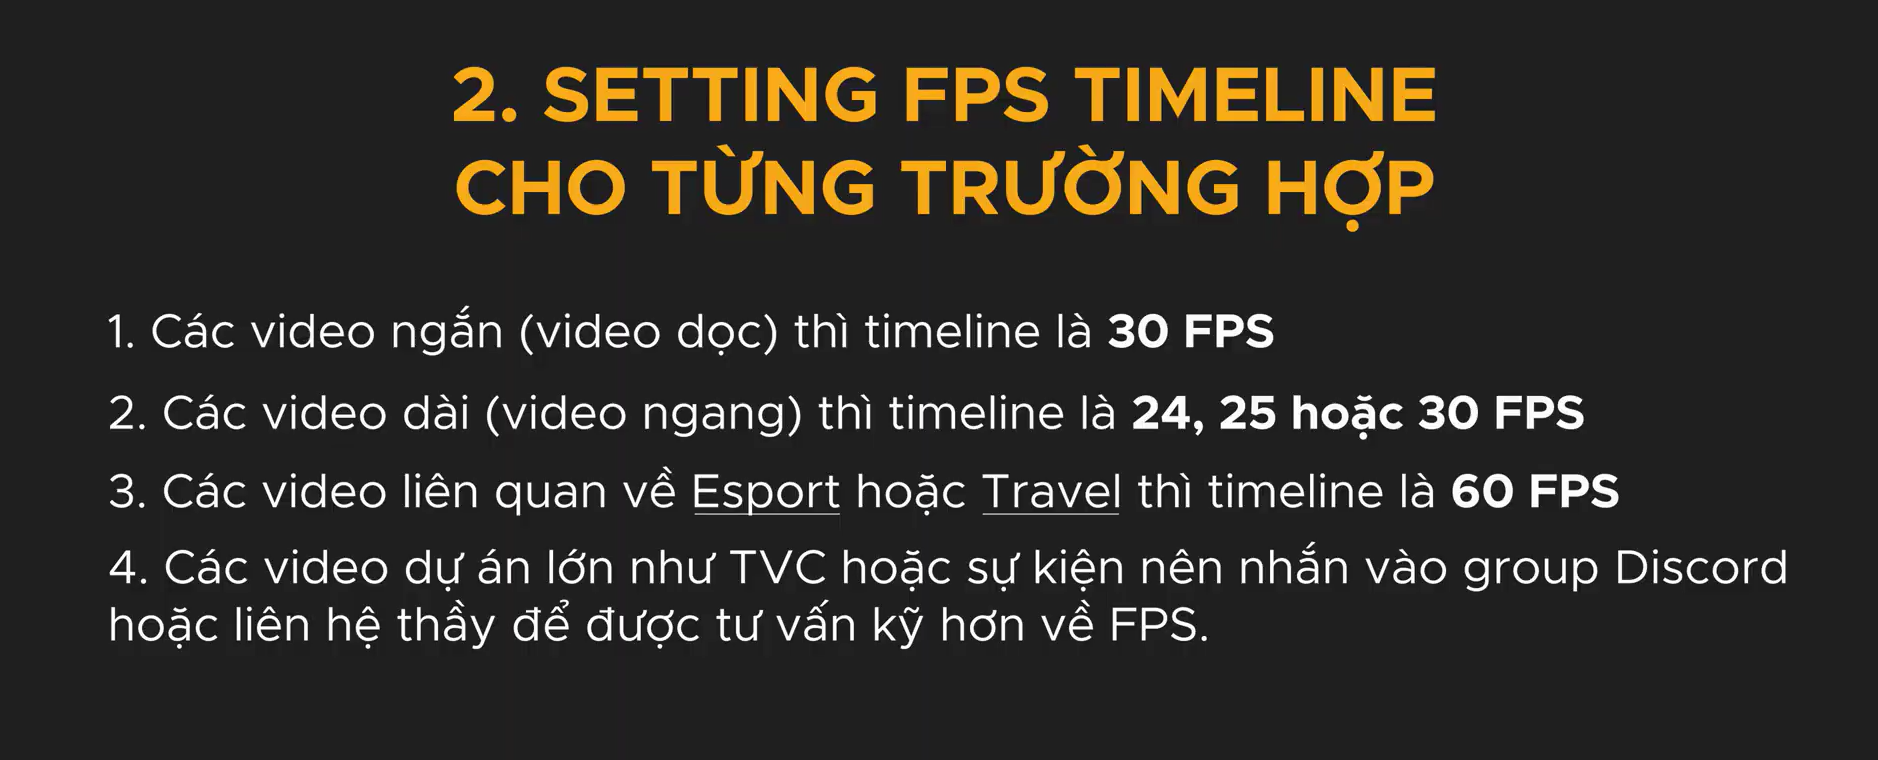 2. SETTING FPS TIMELINE
CHO TỪNG TRƯỜNG HỢP
1. Các video ngắn (video dọc) thì timeline là 30 FPS
2. Các video dài (video ngang) thì timeline là 24, 25 hoặc 30 FPS
3. Các video liên quan về Esport hoặc Travel thì timeline là 60 FPS
4. Các video dự án lớn như TVC hoặc sự kiện nên nhắn vào group Discord
hoặc liên hệ thầy để được tư vấn kỹ hơn về FPS.